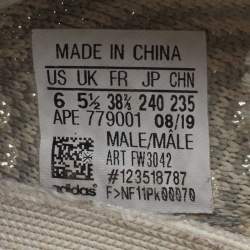 MADE IN CHINA
US UK FR JP CHN
6 5½ 38⅔ 240 235
APE 779001 08/19
MALE/MÂLE
ART FW3042
#123518787
adidas F>NF11Pk00070